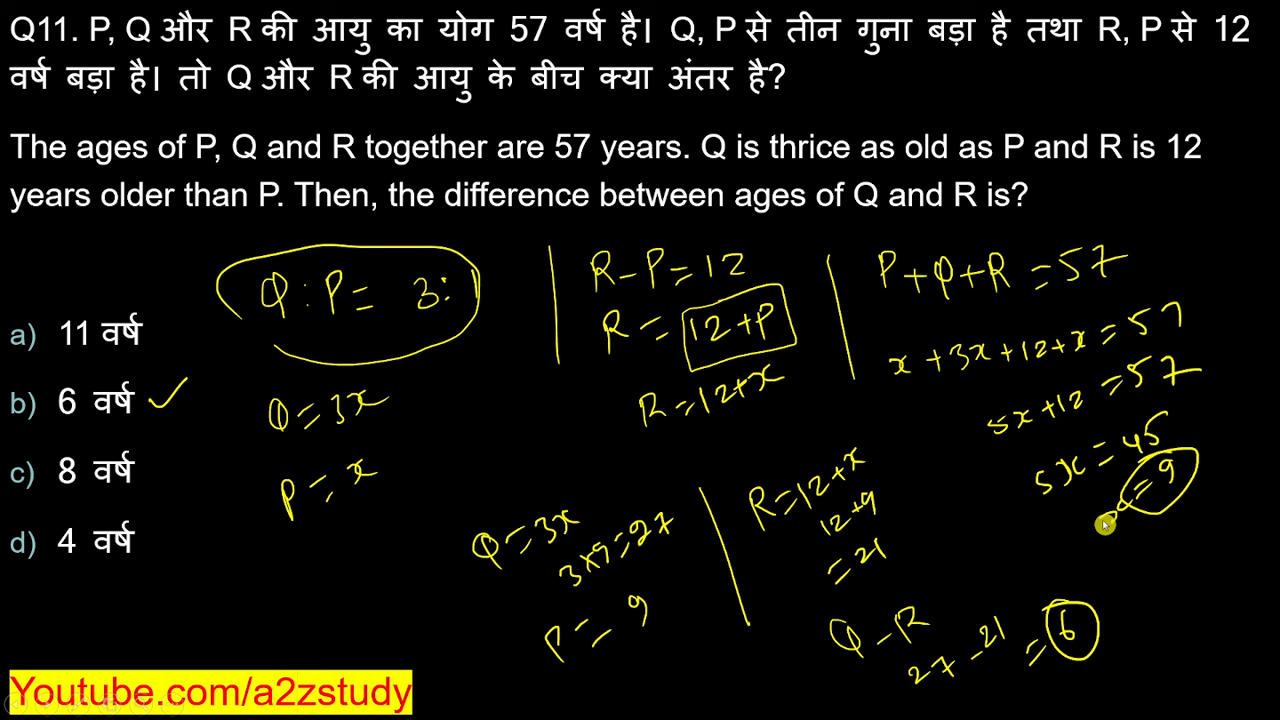 Q11. P, Q और R की आयु का योग 57 वर्ष है। Q, P से तीन गुना बड़ा है तथा R, P से 12
वर्ष बड़ा है। तो Q और R की आयु के बीच क्या अंतर है?
The ages of P, Q and R together are 57 years. Q is thrice as old as P and R is 12
years older than P. Then, the difference between ages of Q and R is?
a) 11 वर्ष
b) 6 वर्ष ✓
c) 8 वर्ष
d) 4 वर्ष
Q : P = 3 : 1
Q = 3x
P = x
R - P = 12
R = 12 + P
R = 12 + x
P + Q + R = 57
x + 3x + 12 + x = 57
5x + 12 = 57
5x = 45
x = 9
Q = 3x
3 x 9 = 27
P = 9
R = 12 + x
12 + 9
= 21
Q - R
27 - 21 = 6
Youtube.com/a2zstudy